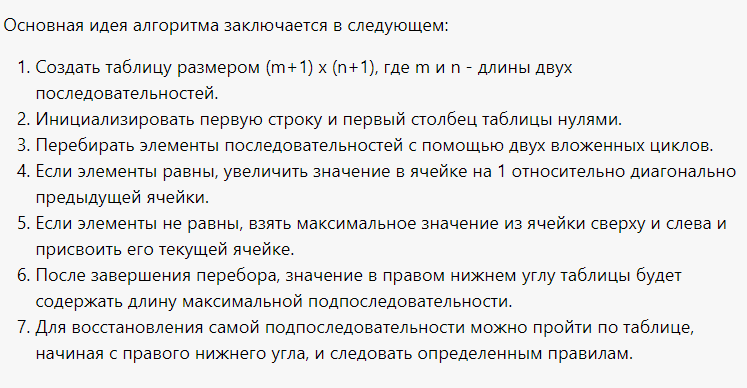 Основная идея алгоритма заключается в следующем:
1. Создать таблицу размером (m+1) x (n+1), где m и n - длины двух
последовательностей.
2. Инициализировать первую строку и первый столбец таблицы нулями.
3. Перебирать элементы последовательностей с помощью двух вложенных циклов.
4. Если элементы равны, увеличить значение в ячейке на 1 относительно диагонально
предыдущей ячейки.
5. Если элементы не равны, взять максимальное значение из ячейки сверху и слева и
присвоить его текущей ячейке.
6. После завершения перебора, значение в правом нижнем углу таблицы будет
содержать длину максимальной подпоследовательности.
7. Для восстановления самой подпоследовательности можно пройти по таблице,
начиная с правого нижнего угла, и следовать определенным правилам.